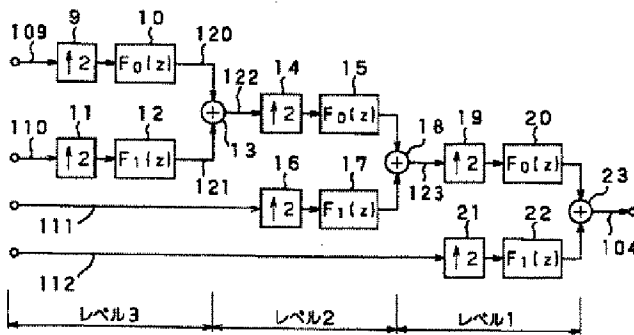 109 9 10 120
↑2 F₀(z) 122 14 15
110 11 12 ↑2 F₀(z) 18 19 20
↑2 F₁(z) 13 16 17 ↑2 F₀(z) 23
121 ↑2 F₁(z) 123 21 22
111 ↑2 F₁(z) 104
112
レベル3 レベル2 レベル1